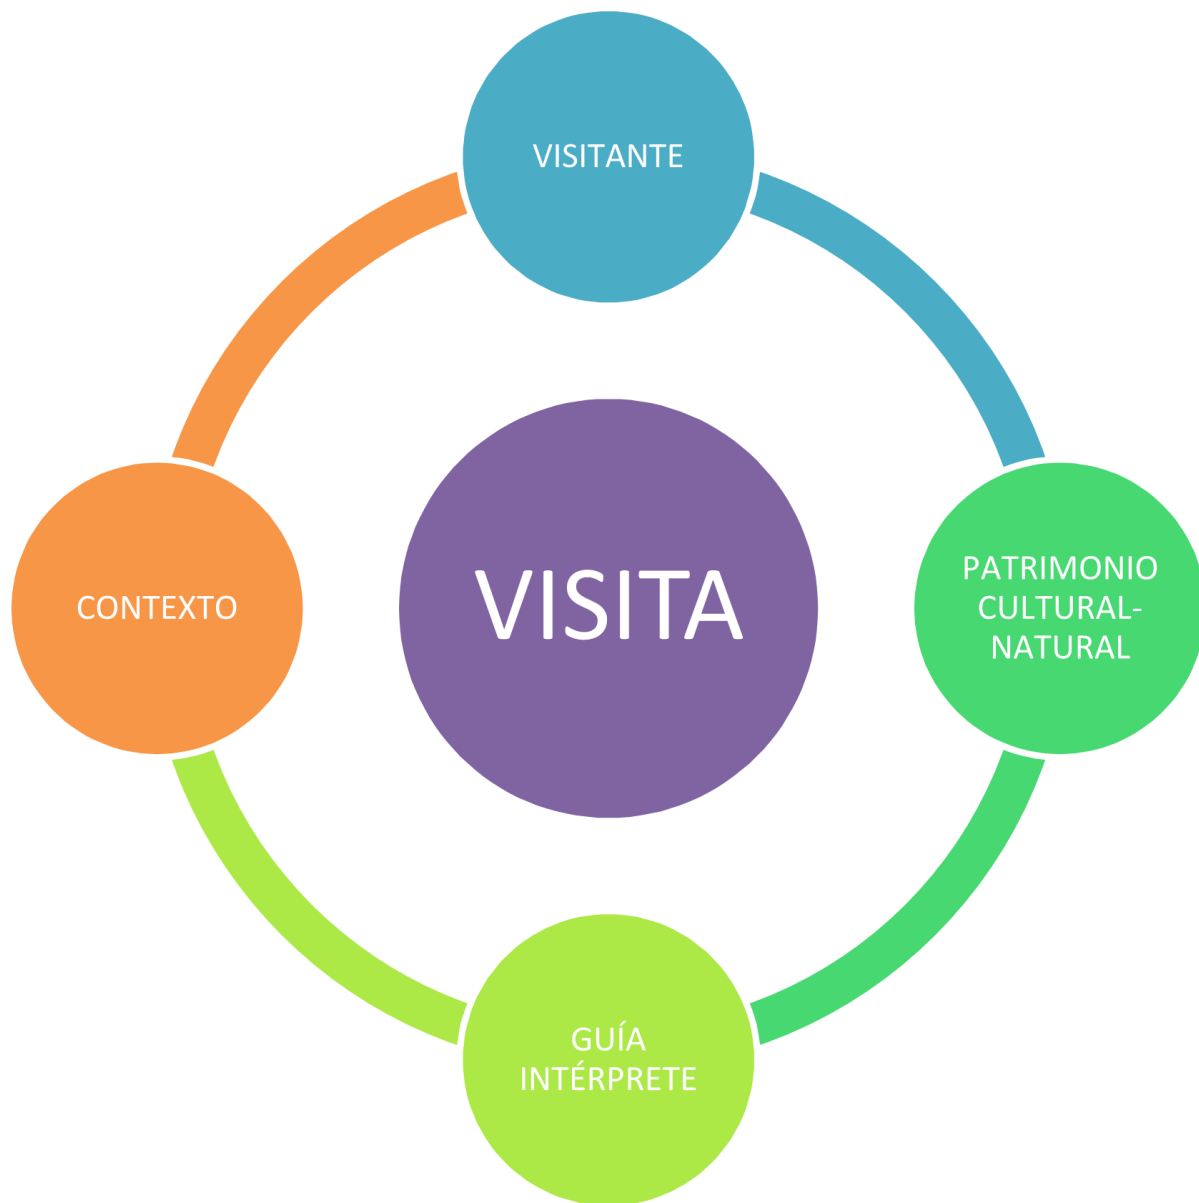 VISITANTE
PATRIMONIO
CULTURAL-
NATURAL
VISITA
CONTEXTO
GUÍA
INTÉRPRETE